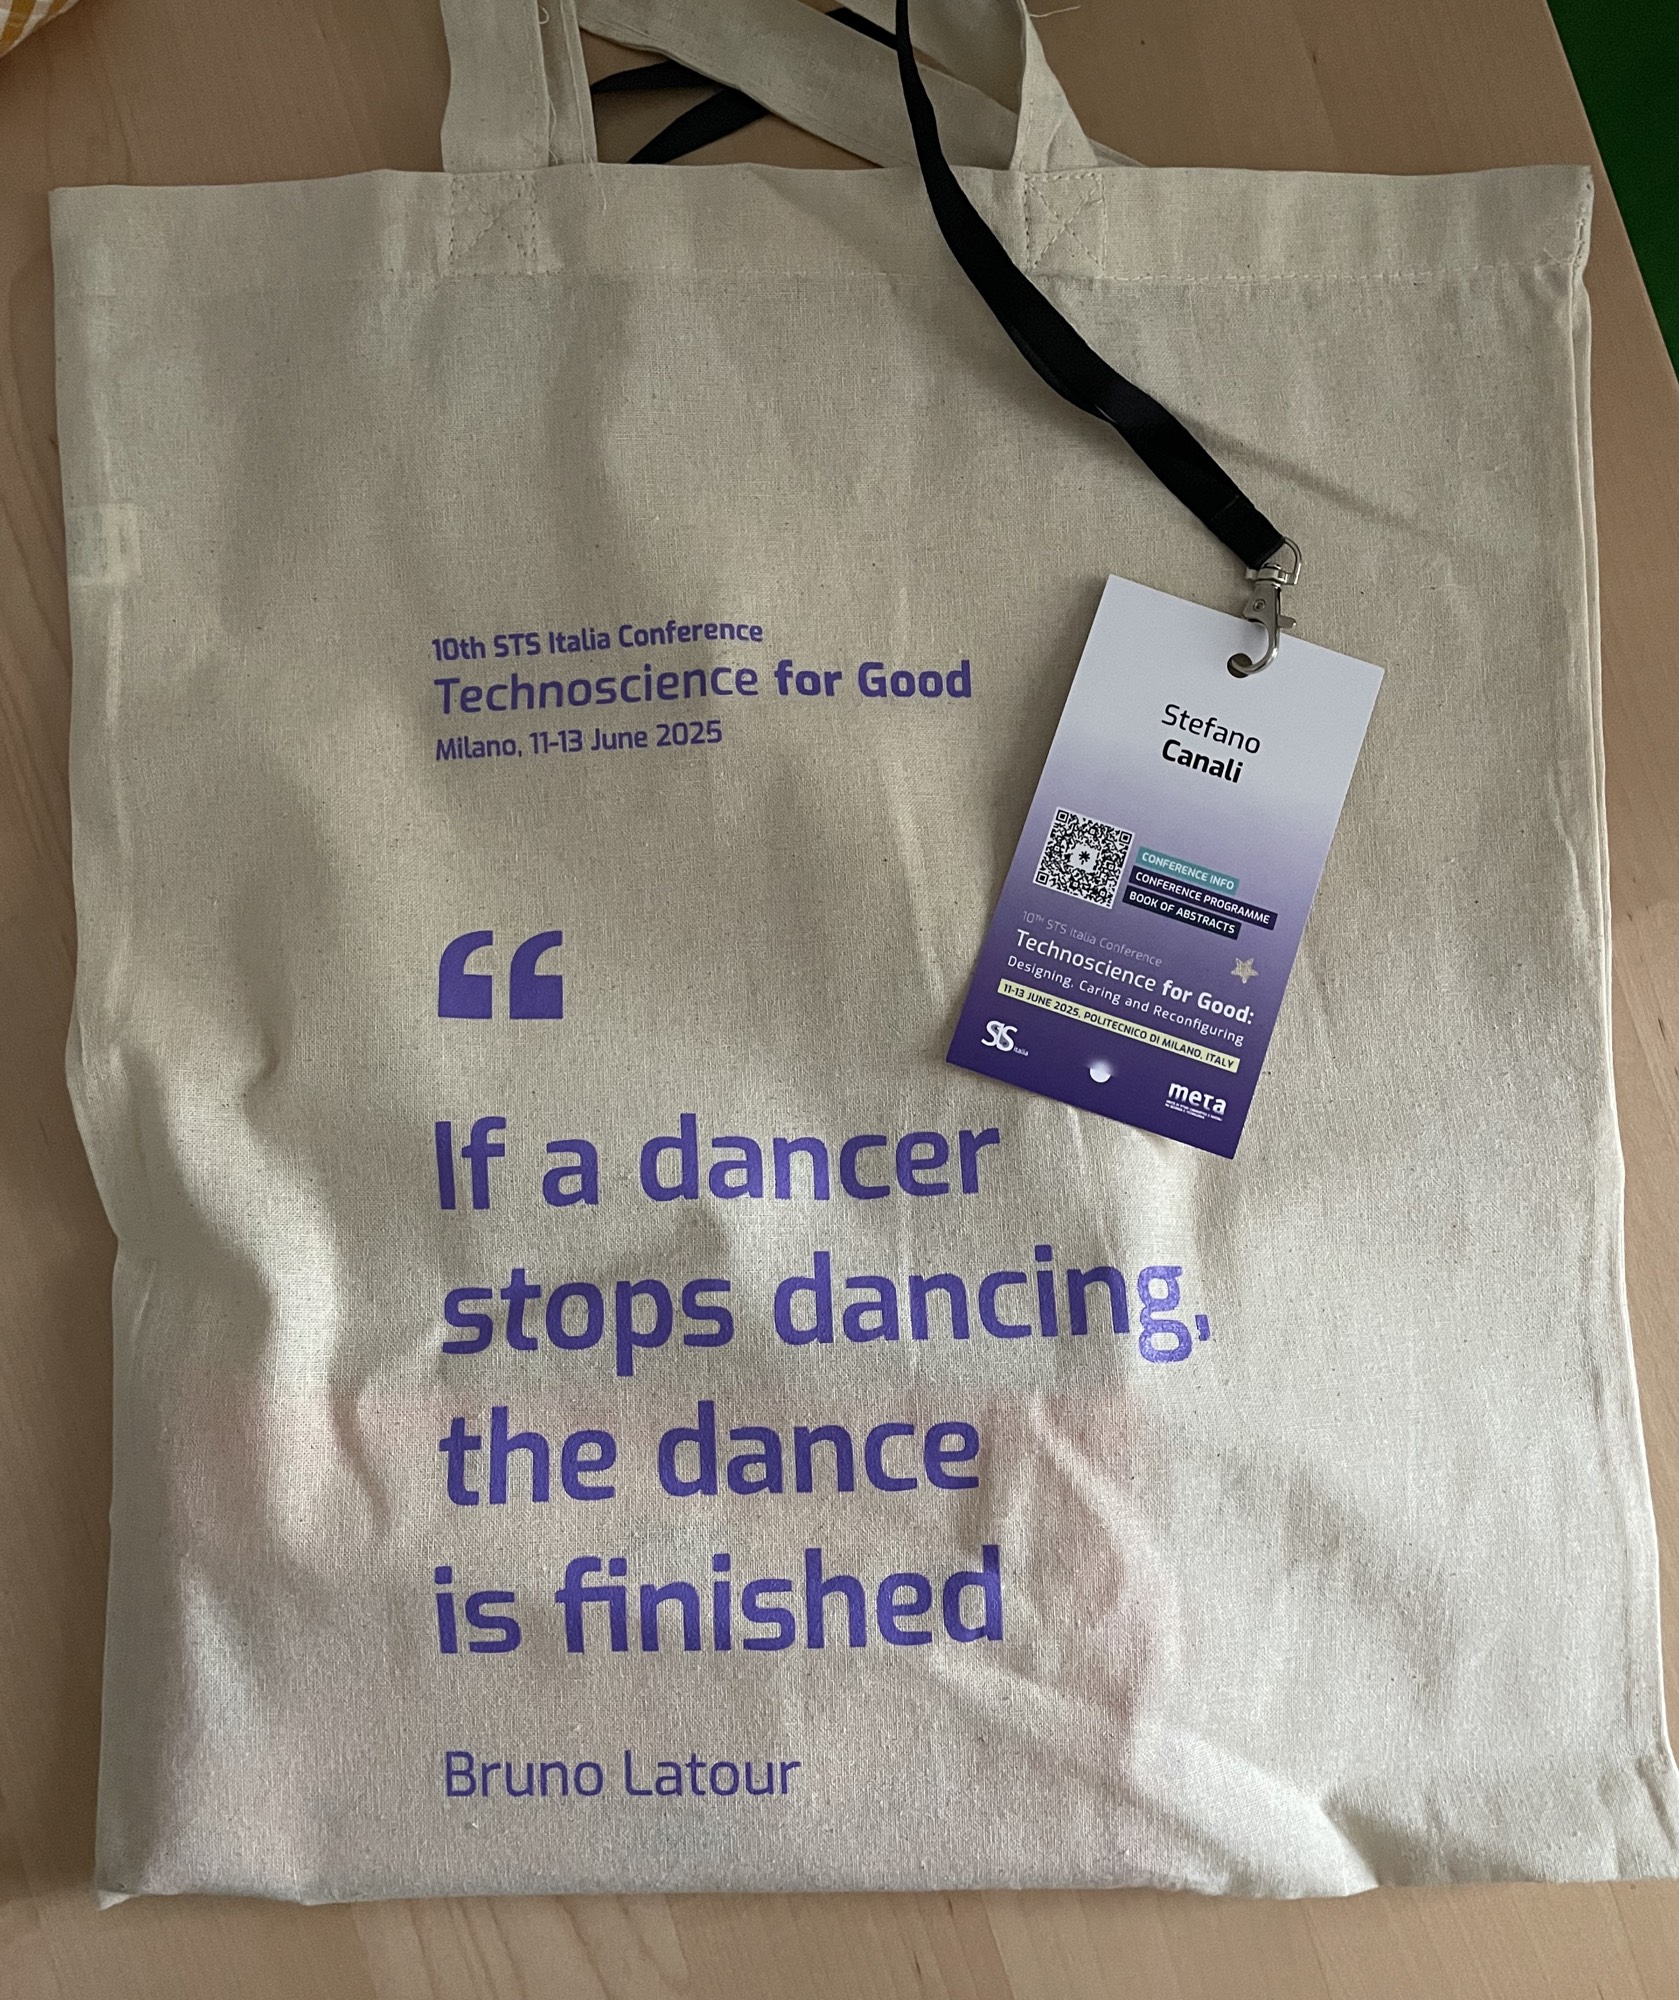 10th STS Italia Conference
Technoscience for Good
Milano, 11-13 June 2025
“
If a dancer
stops dancing,
the dance
is finished
Bruno Latour
Stefano
Canali
CONFERENCE INFO
CONFERENCE PROGRAMME
BOOK OF ABSTRACTS
10TH STS Italia Conference
Technoscience for Good:
Designing, Caring and Reconfiguring
11-13 JUNE 2025, POLITECNICO DI MILANO, ITALY
STS Italia
meta